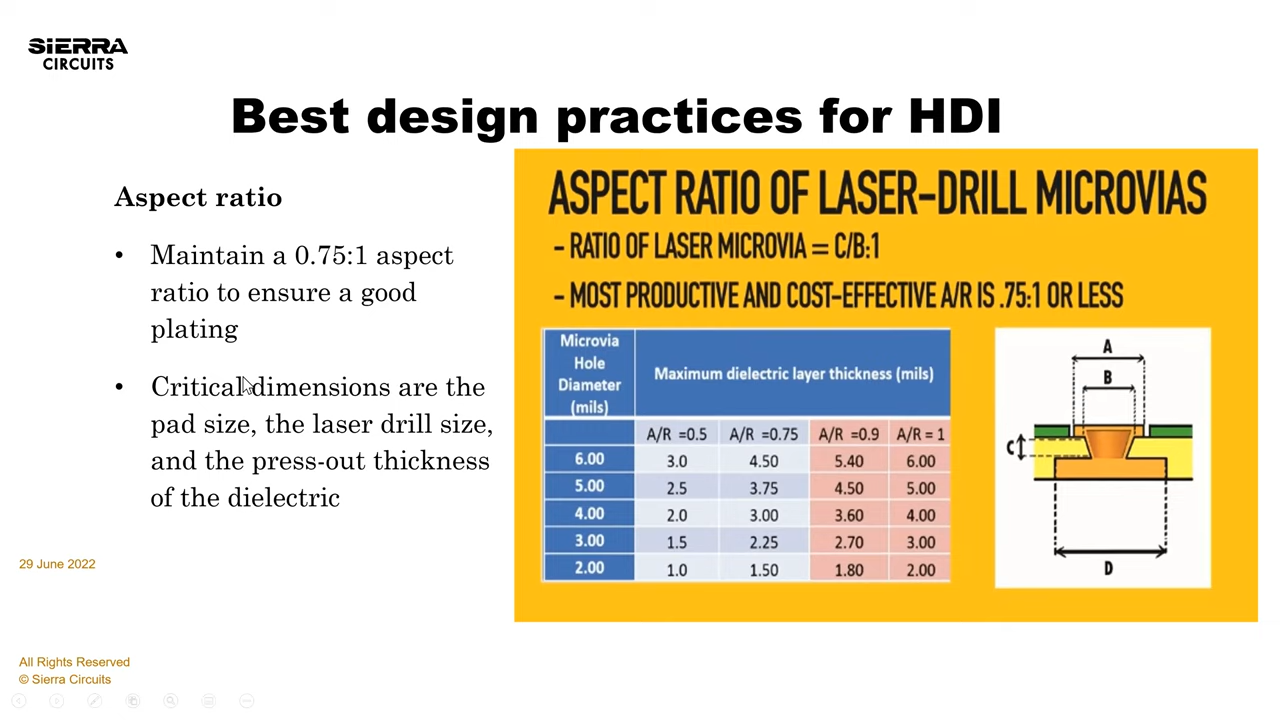 SIERRA
CIRCUITS
Best design practices for HDI
Aspect ratio
• Maintain a 0.75:1 aspect
ratio to ensure a good
plating
• Critical dimensions are the
pad size, the laser drill size,
and the press-out thickness
of the dielectric
29 June 2022
All Rights Reserved
© Sierra Circuits
ASPECT RATIO OF LASER-DRILL MICROVIAS
- RATIO OF LASER MICROVIA = C/B:1
- MOST PRODUCTIVE AND COST-EFFECTIVE A/R IS .75:1 OR LESS
Microvia
Hole
Diameter
(mils)
Maximum dielectric layer thickness (mils)
A/R =0.5 A/R =0.75 A/R =0.9 A/R = 1
6.00 3.0 4.50 5.40 6.00
5.00 2.5 3.75 4.50 5.00
4.00 2.0 3.00 3.60 4.00
3.00 1.5 2.25 2.70 3.00
2.00 1.0 1.50 1.80 2.00
A
B
C
D